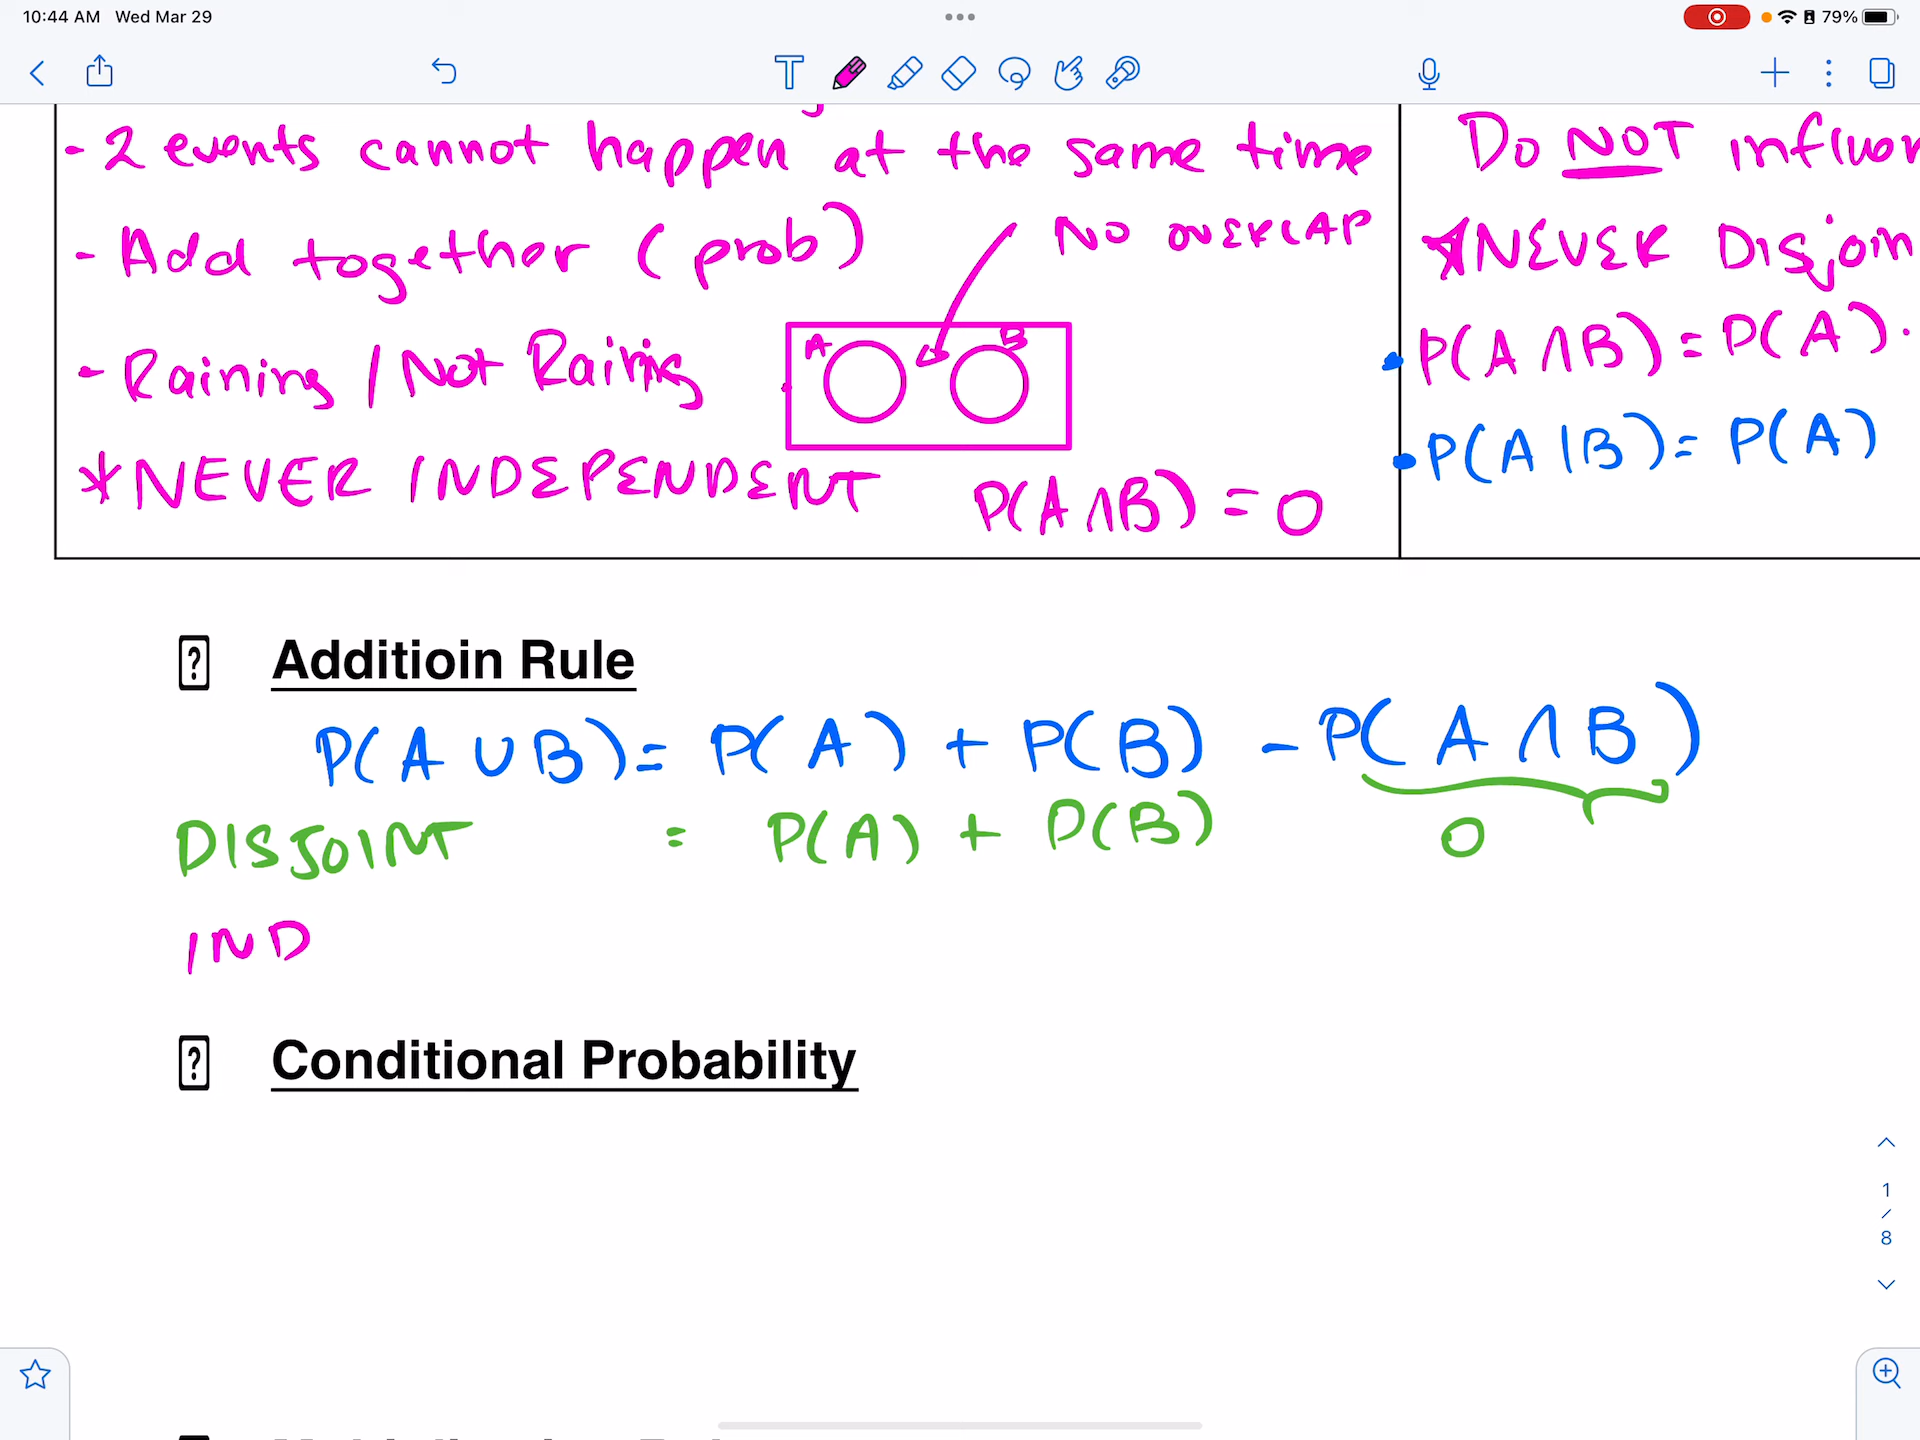 10:44 AM Wed Mar 29
79%
- 2 events cannot happen at the same time
- Add together (prob)
NO OVERLAP
- Raining / Not Raining
A B
* NEVER INDEPENDENT
P(A ∩ B) = 0
Do NOT
* NEVER
P(A ∩ B) = P(A) ·
P(A | B) = P(A)
Additioin Rule
P(A ∪ B) = P(A) + P(B) - P(A ∩ B)
DISJOINT = P(A) + P(B) 0
IND
Conditional Probability
1
/
8